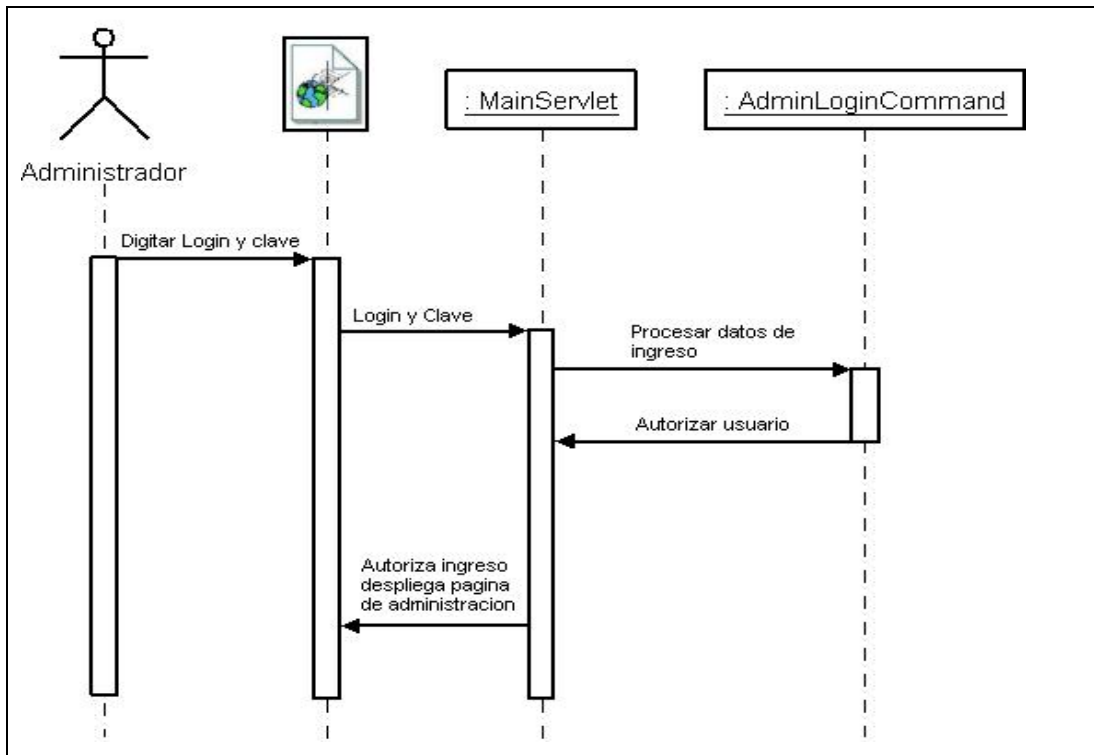 : MainServlet
: AdminLoginCommand
Administrador
Digitar Login y clave
Login y Clave
Procesar datos de
ingreso
Autorizar usuario
Autoriza ingreso
despliega pagina
de administracion